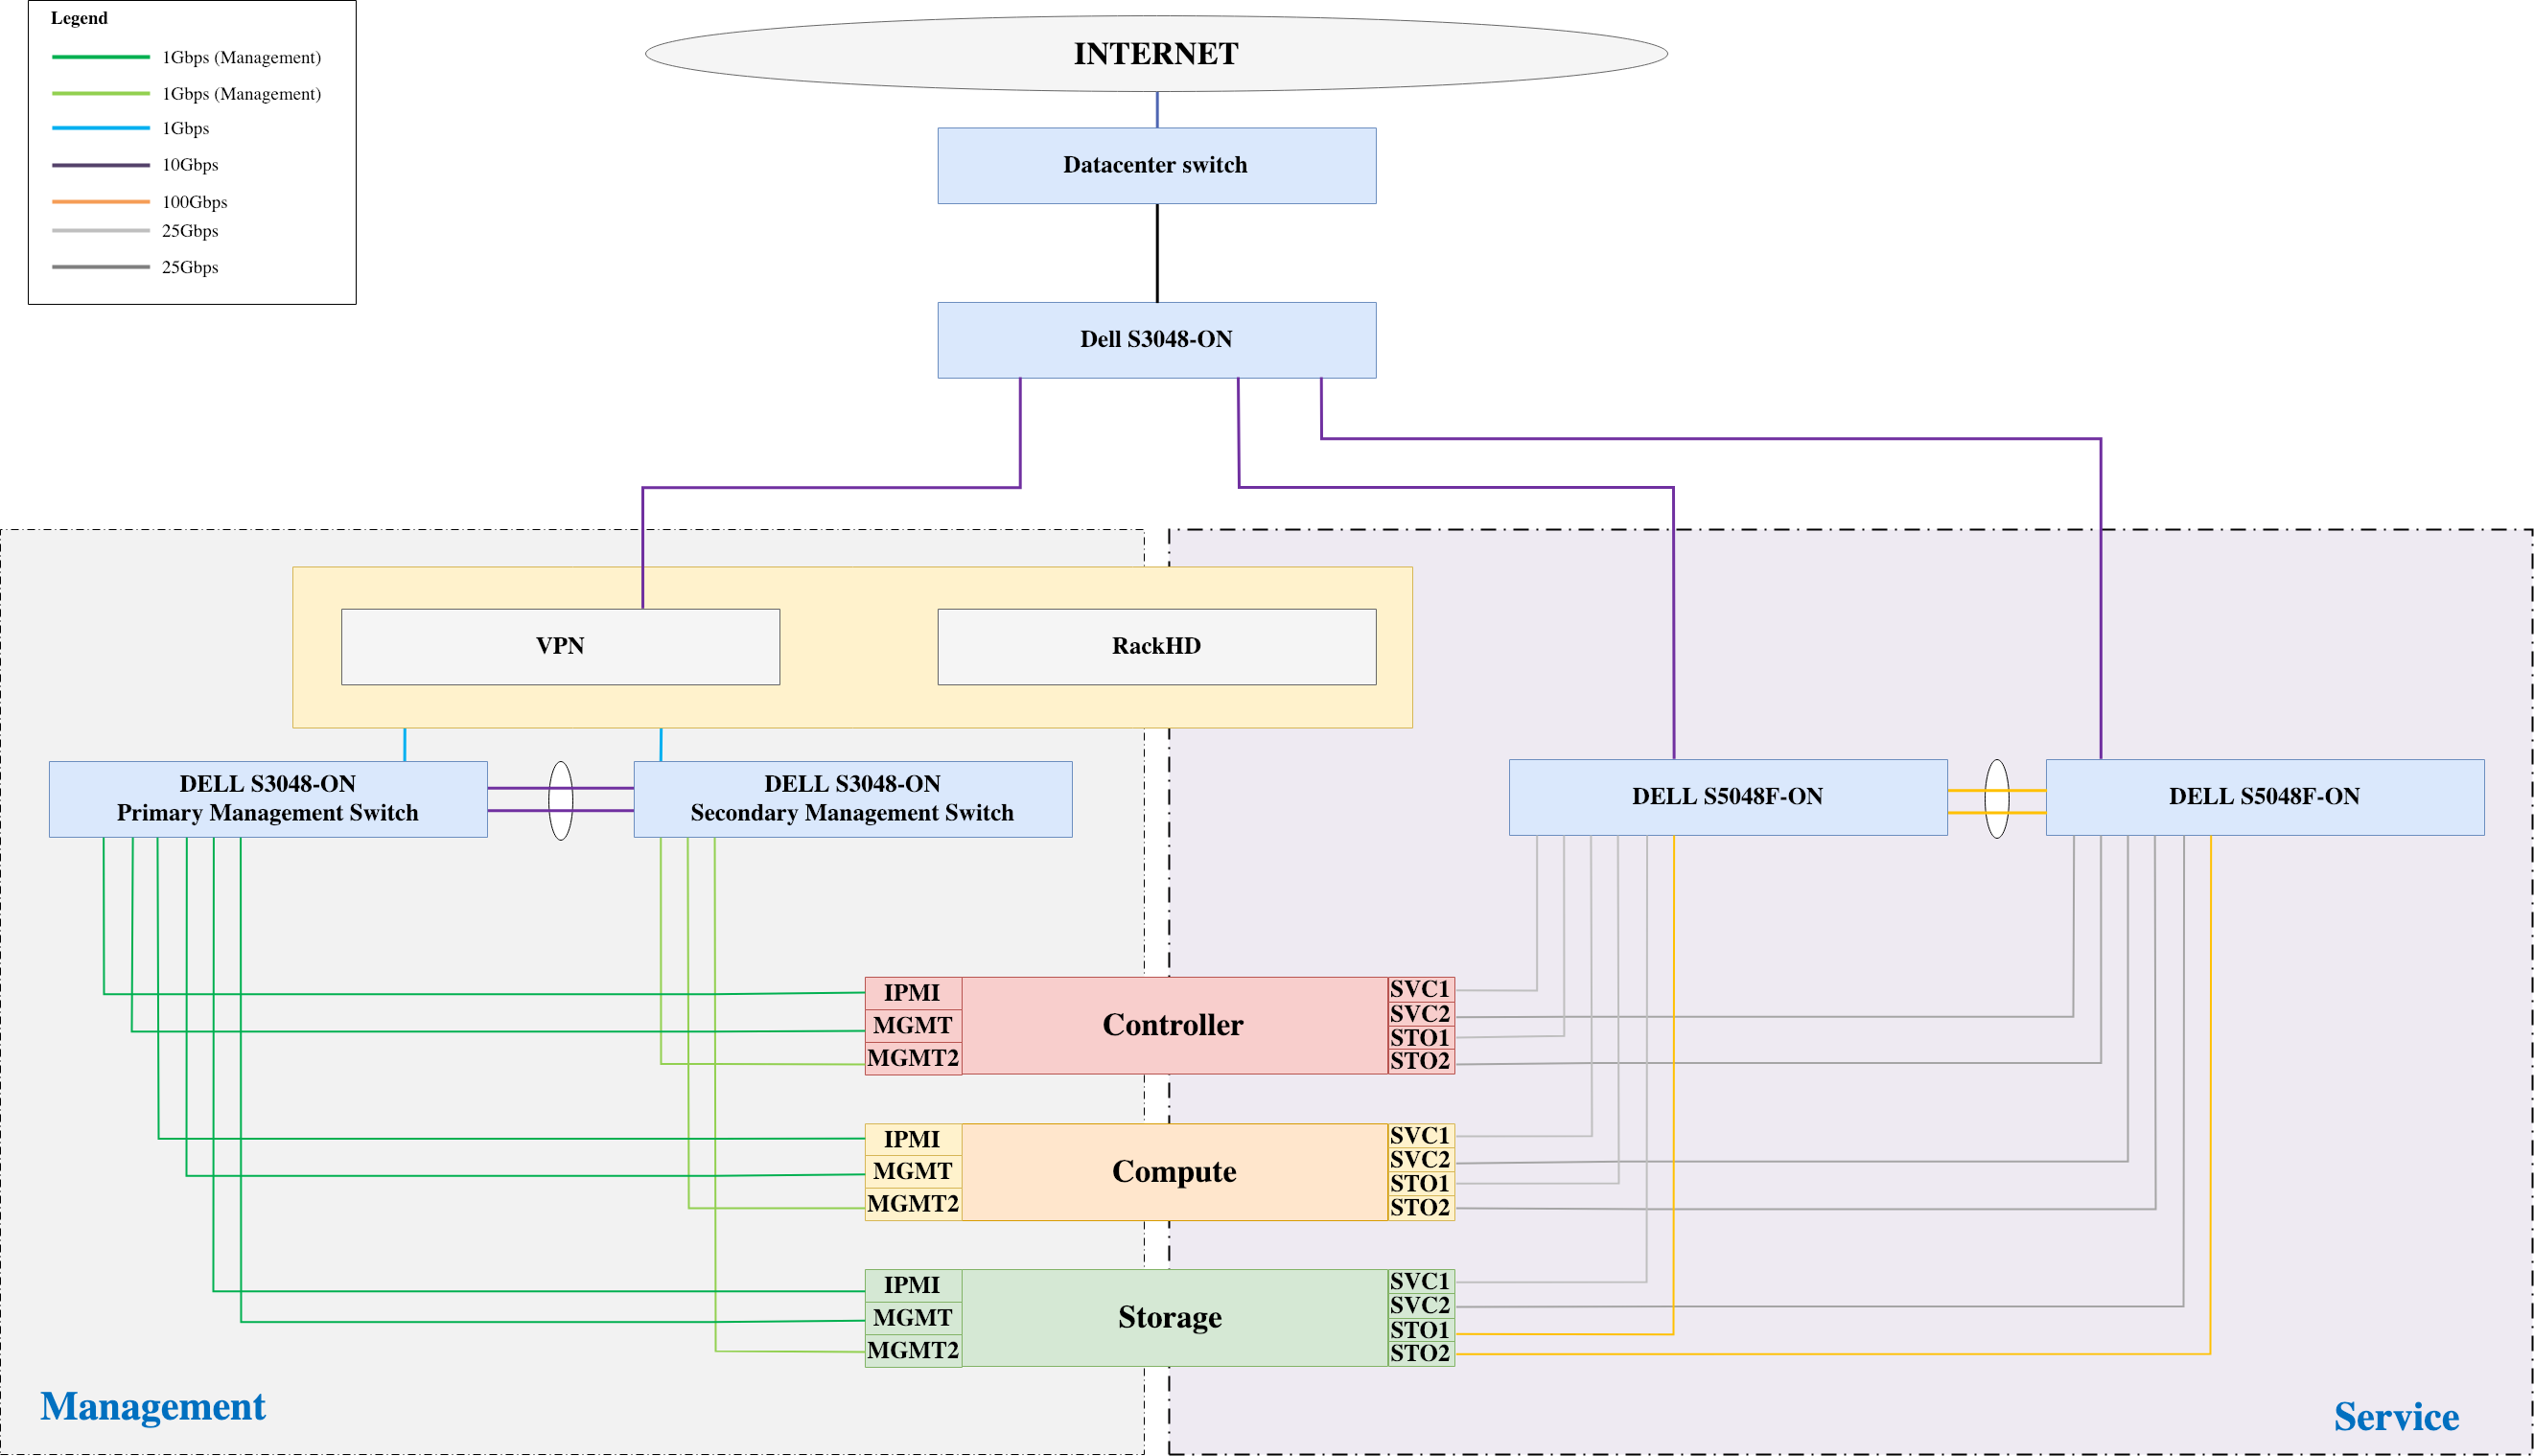 Legend
1Gbps (Management)
1Gbps (Management)
1Gbps
10Gbps
100Gbps
25Gbps
25Gbps
INTERNET
Datacenter switch
Dell S3048-ON
VPN
RackHD
DELL S3048-ON
Primary Management Switch
DELL S3048-ON
Secondary Management Switch
DELL S5048F-ON
DELL S5048F-ON
IPMI
MGMT
MGMT2
Controller
SVC1
SVC2
STO1
STO2
IPMI
MGMT
MGMT2
Compute
SVC1
SVC2
STO1
STO2
IPMI
MGMT
MGMT2
Storage
SVC1
SVC2
STO1
STO2
Management
Service